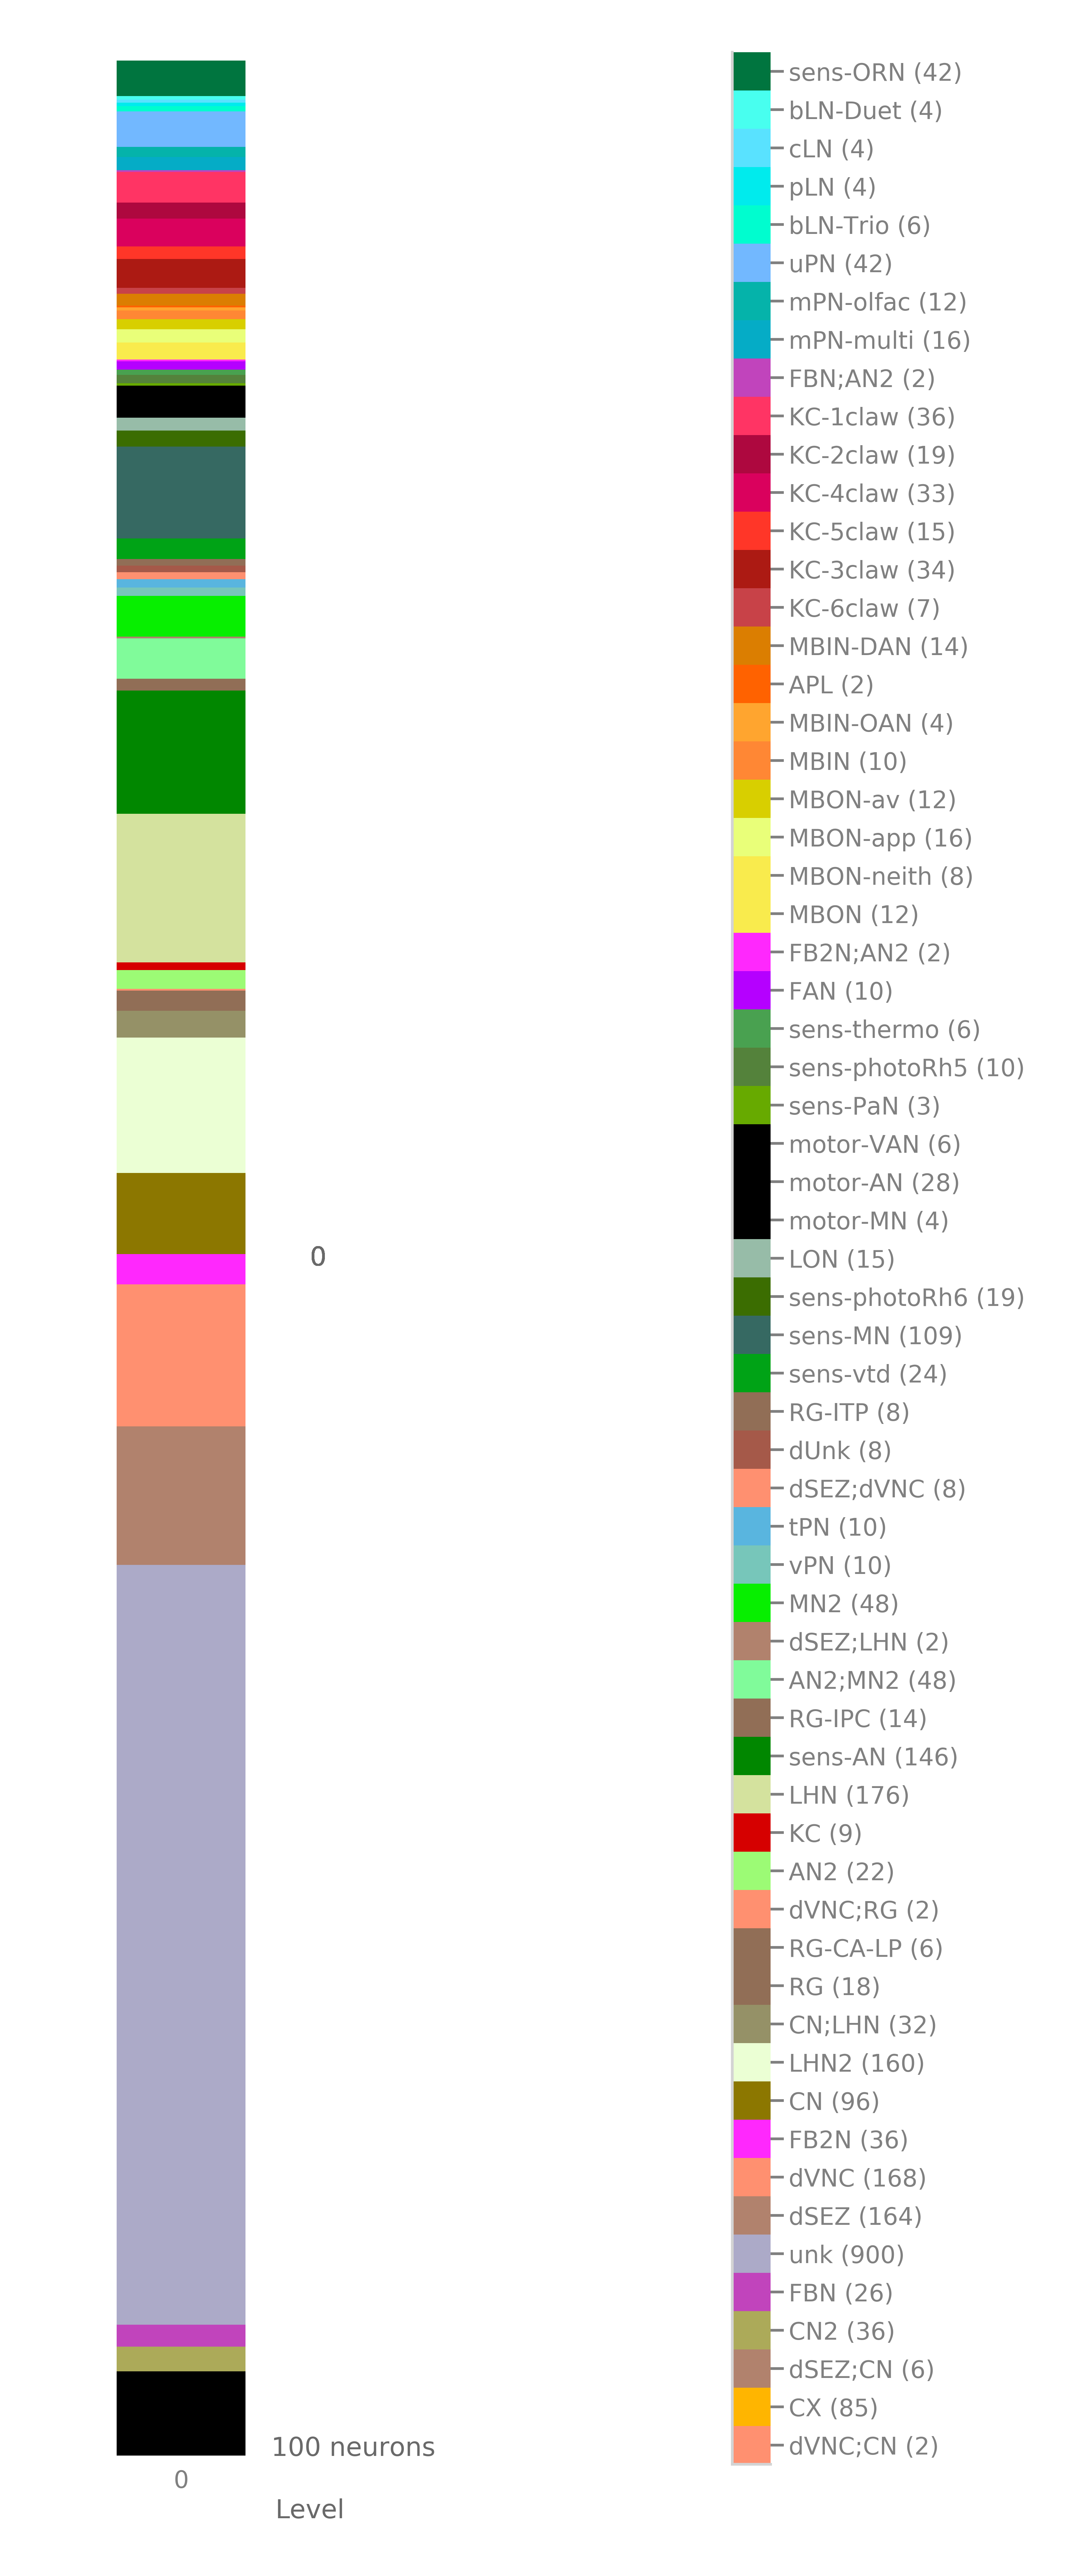 sens-ORN (42)
bLN-Duet (4)
cLN (4)
pLN (4)
bLN-Trio (6)
uPN (42)
mPN-olfac (12)
mPN-multi (16)
FBN;AN2 (2)
KC-1claw (36)
KC-2claw (19)
KC-4claw (33)
KC-5claw (15)
KC-3claw (34)
KC-6claw (7)
MBIN-DAN (14)
APL (2)
MBIN-OAN (4)
MBIN (10)
MBON-av (12)
MBON-app (16)
MBON-neith (8)
MBON (12)
FB2N;AN2 (2)
FAN (10)
sens-thermo (6)
sens-photoRh5 (10)
sens-PaN (3)
motor-VAN (6)
motor-AN (28)
motor-MN (4)
LON (15)
sens-photoRh6 (19)
sens-MN (109)
sens-vtd (24)
RG-ITP (8)
dUnk (8)
dSEZ;dVNC (8)
tPN (10)
vPN (10)
MN2 (48)
dSEZ;LHN (2)
AN2;MN2 (48)
RG-IPC (14)
sens-AN (146)
LHN (176)
KC (9)
AN2 (22)
dVNC;RG (2)
RG-CA-LP (6)
RG (18)
CN;LHN (32)
LHN2 (160)
CN (96)
FB2N (36)
dVNC (168)
dSEZ (164)
unk (900)
FBN (26)
CN2 (36)
dSEZ;CN (6)
CX (85)
dVNC;CN (2)
0
100 neurons
0
Level